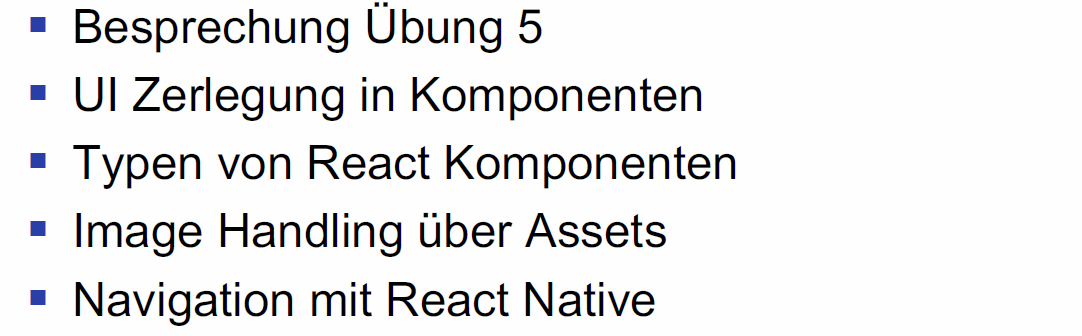 Besprechung Übung 5
UI Zerlegung in Komponenten
Typen von React Komponenten
Image Handling über Assets
Navigation mit React Native